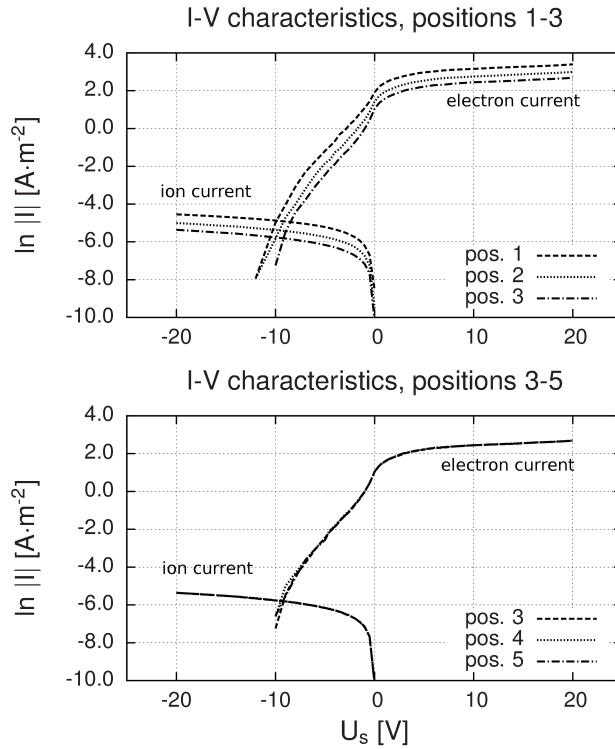 I-V characteristics, positions 1-3
ln |I| [A·m⁻²]
4.0
2.0
0.0
-2.0
-4.0
-6.0
-8.0
-10.0
electron current
ion current
pos. 1
pos. 2
pos. 3
-20 -10 0 10 20
I-V characteristics, positions 3-5
ln |I| [A·m⁻²]
4.0
2.0
0.0
-2.0
-4.0
-6.0
-8.0
-10.0
electron current
ion current
pos. 3
pos. 4
pos. 5
-20 -10 0 10 20
Uₛ [V]